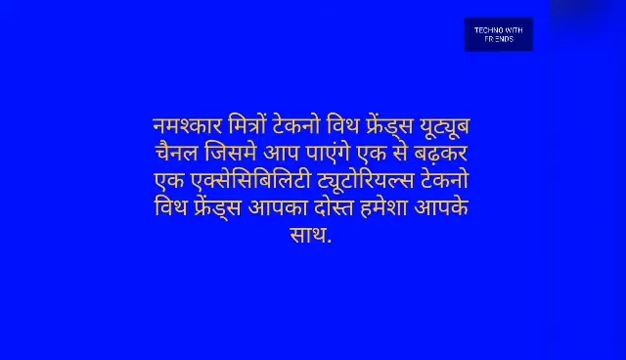 TECHNO WITH
FRIENDS
नमश्कार मित्रों टेकनो विथ फ्रेंड्स यूट्यूब
चैनल जिसमे आप पाएंगे एक से बढ़कर
एक एक्सेसिबिलिटी ट्यूटोरियल्स टेकनो
विथ फ्रेंड्स आपका दोस्त हमेशा आपके
साथ.